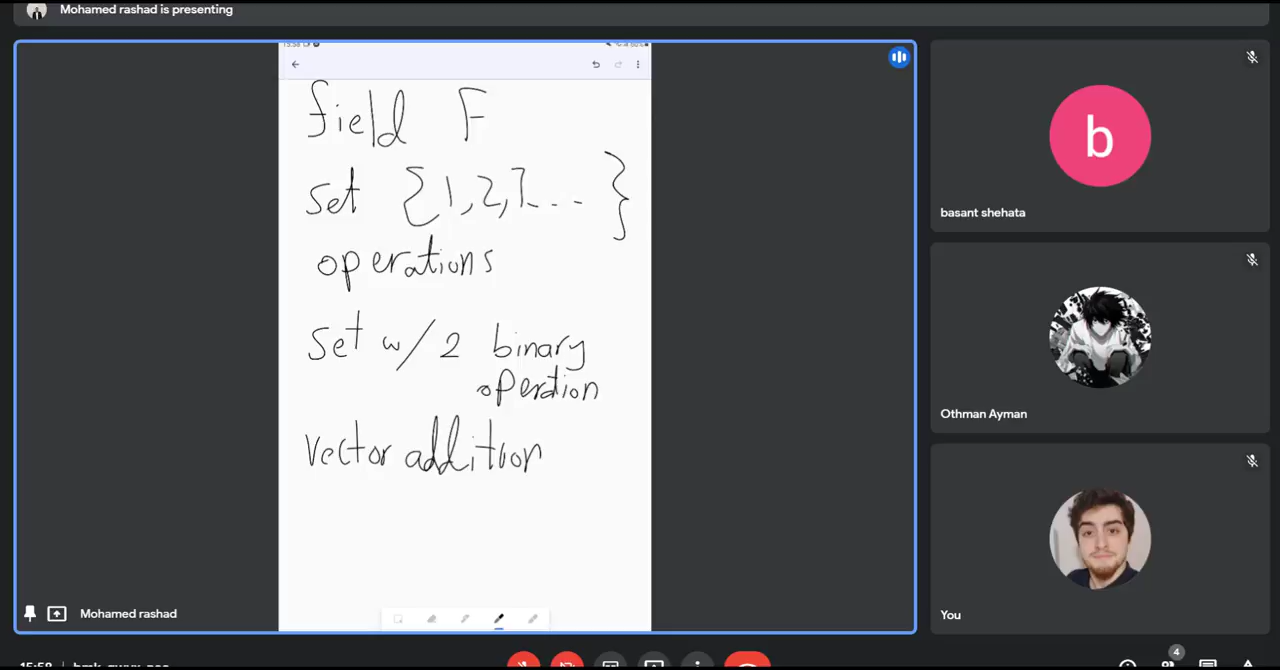 Mohamed rashad is presenting
field F
set {1,2,3... }
operations
set w/ 2 binary
operation
vector addition
Mohamed rashad
b
basant shehata
Othman Ayman
You
4